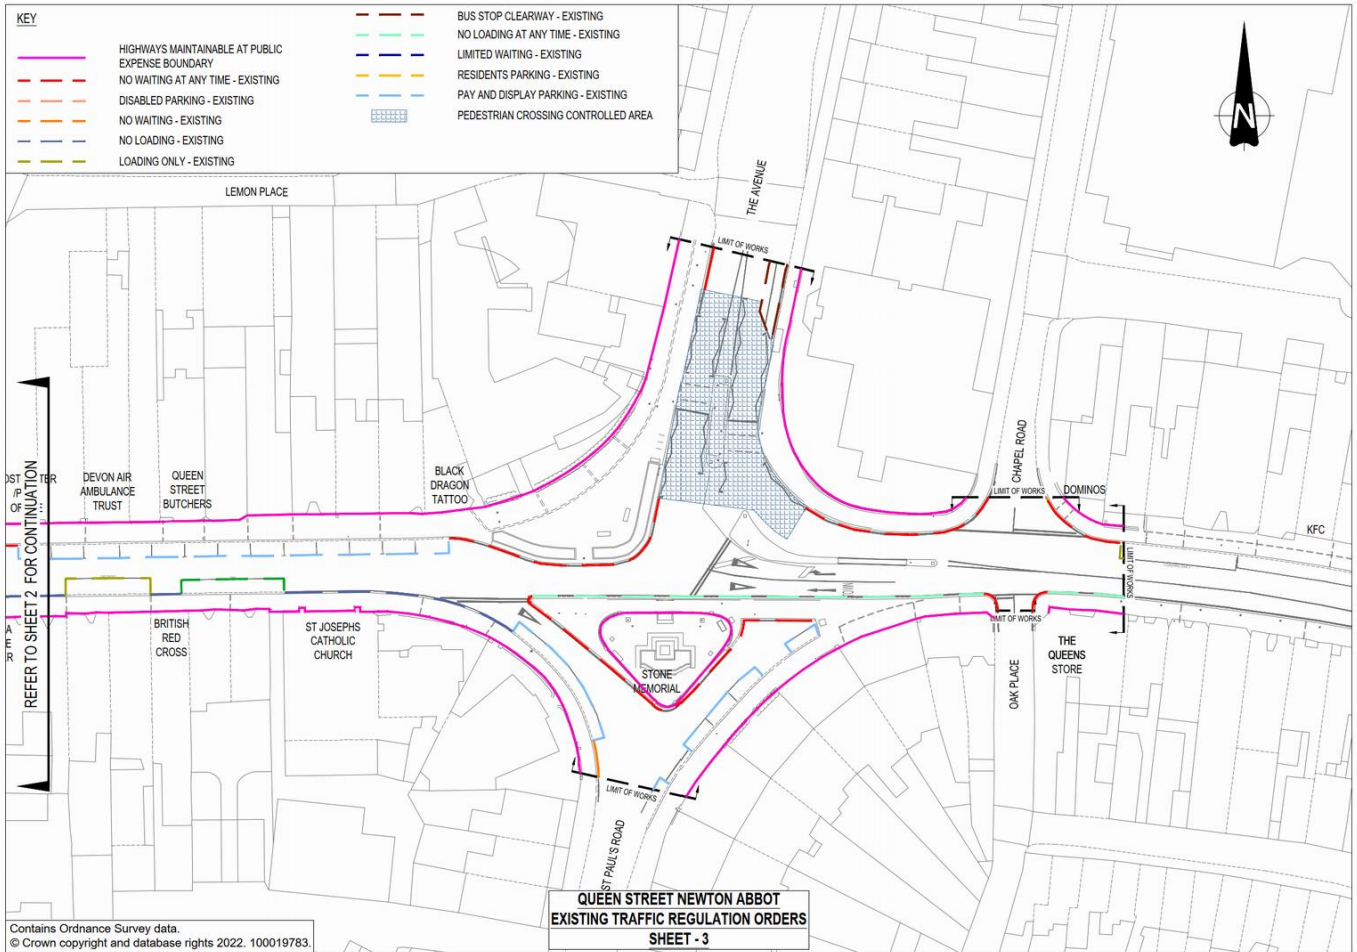 KEY
HIGHWAYS MAINTAINABLE AT PUBLIC
EXPENSE BOUNDARY
NO WAITING AT ANY TIME - EXISTING
DISABLED PARKING - EXISTING
NO WAITING - EXISTING
NO LOADING - EXISTING
LOADING ONLY - EXISTING
BUS STOP CLEARWAY - EXISTING
NO LOADING AT ANY TIME - EXISTING
LIMITED WAITING - EXISTING
RESIDENTS PARKING - EXISTING
PAY AND DISPLAY PARKING - EXISTING
PEDESTRIAN CROSSING CONTROLLED AREA
N
LEMON PLACE
THE AVENUE
LIMIT OF WORKS
REFER TO SHEET 2 FOR CONTINUATION
DEVON AIR
AMBULANCE
TRUST
QUEEN
STREET
BUTCHERS
BLACK
DRAGON
TATTOO
CHAPEL ROAD
LIMIT OF WORKS
DOMINOS
KFC
LIMIT OF WORKS
BRITISH
RED
CROSS
ST JOSEPHS
CATHOLIC
CHURCH
STONE
MEMORIAL
LIMIT OF WORKS
OAK PLACE
THE
QUEENS
STORE
LIMIT OF WORKS
ST PAUL'S ROAD
QUEEN STREET NEWTON ABBOT
EXISTING TRAFFIC REGULATION ORDERS
SHEET - 3
Contains Ordnance Survey data.
© Crown copyright and database rights 2022. 100019783.